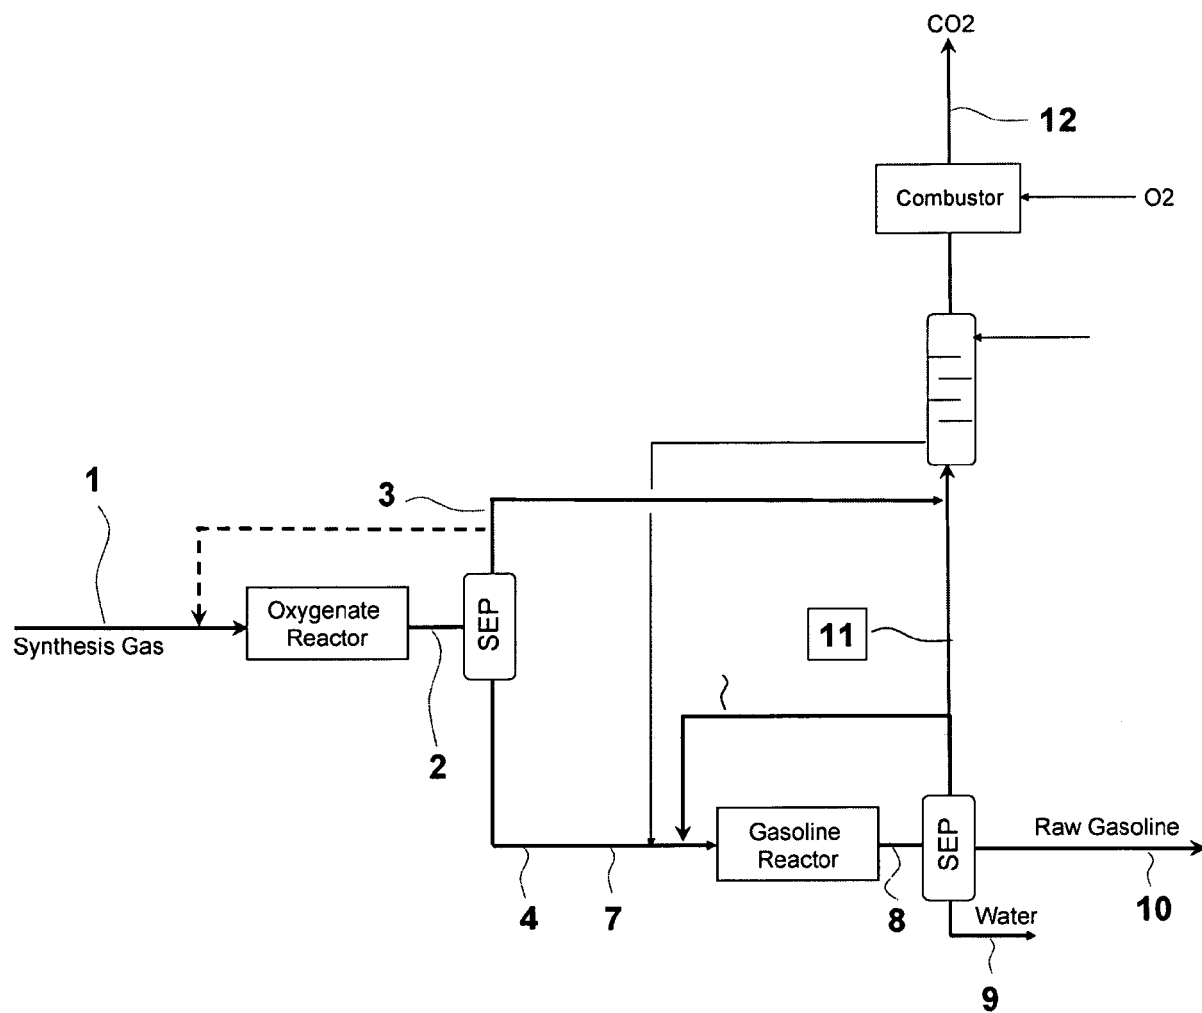 CO2
12
Combustor
O2
1
3
Oxygenate
Reactor
SEP
Synthesis Gas
11
2
Gasoline
Reactor
SEP
Raw Gasoline
4
7
8
10
Water
9